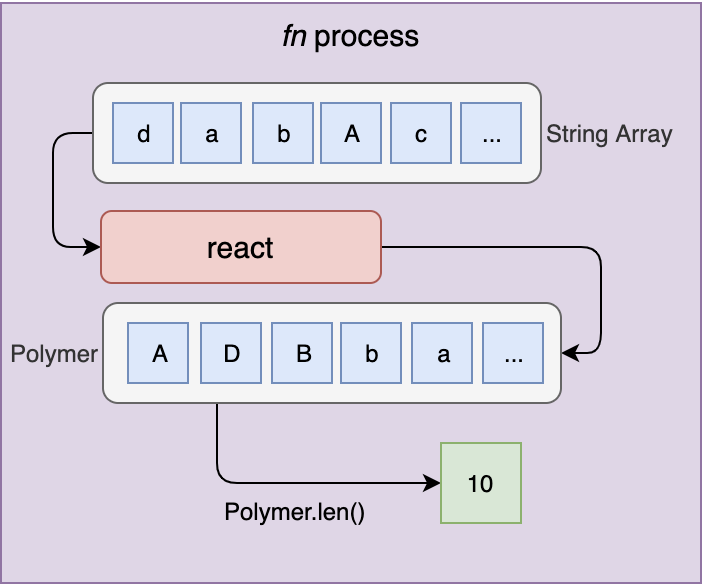 fn process
d a b A c ... String Array
react
Polymer A D B b a ...
10
Polymer.len()